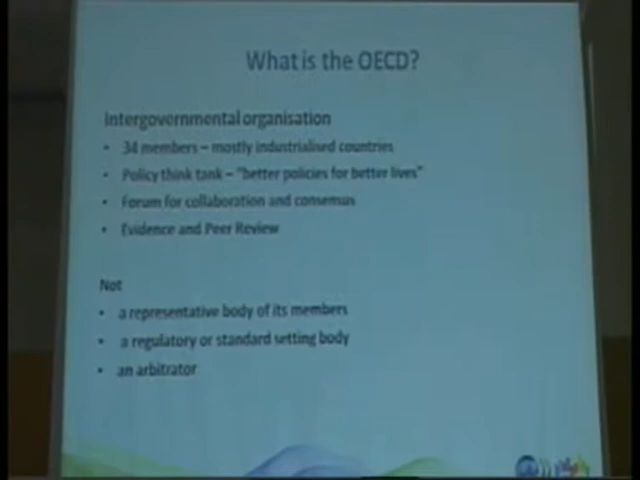 What is the OECD?
Intergovernmental organisation
• 34 members – mostly industrialised countries
• Policy think tank – "better policies for better lives"
• Forum for collaboration and consensus
• Evidence and Peer Review
Not
• a representative body of its members
• a regulatory or standard setting body
• an arbitrator